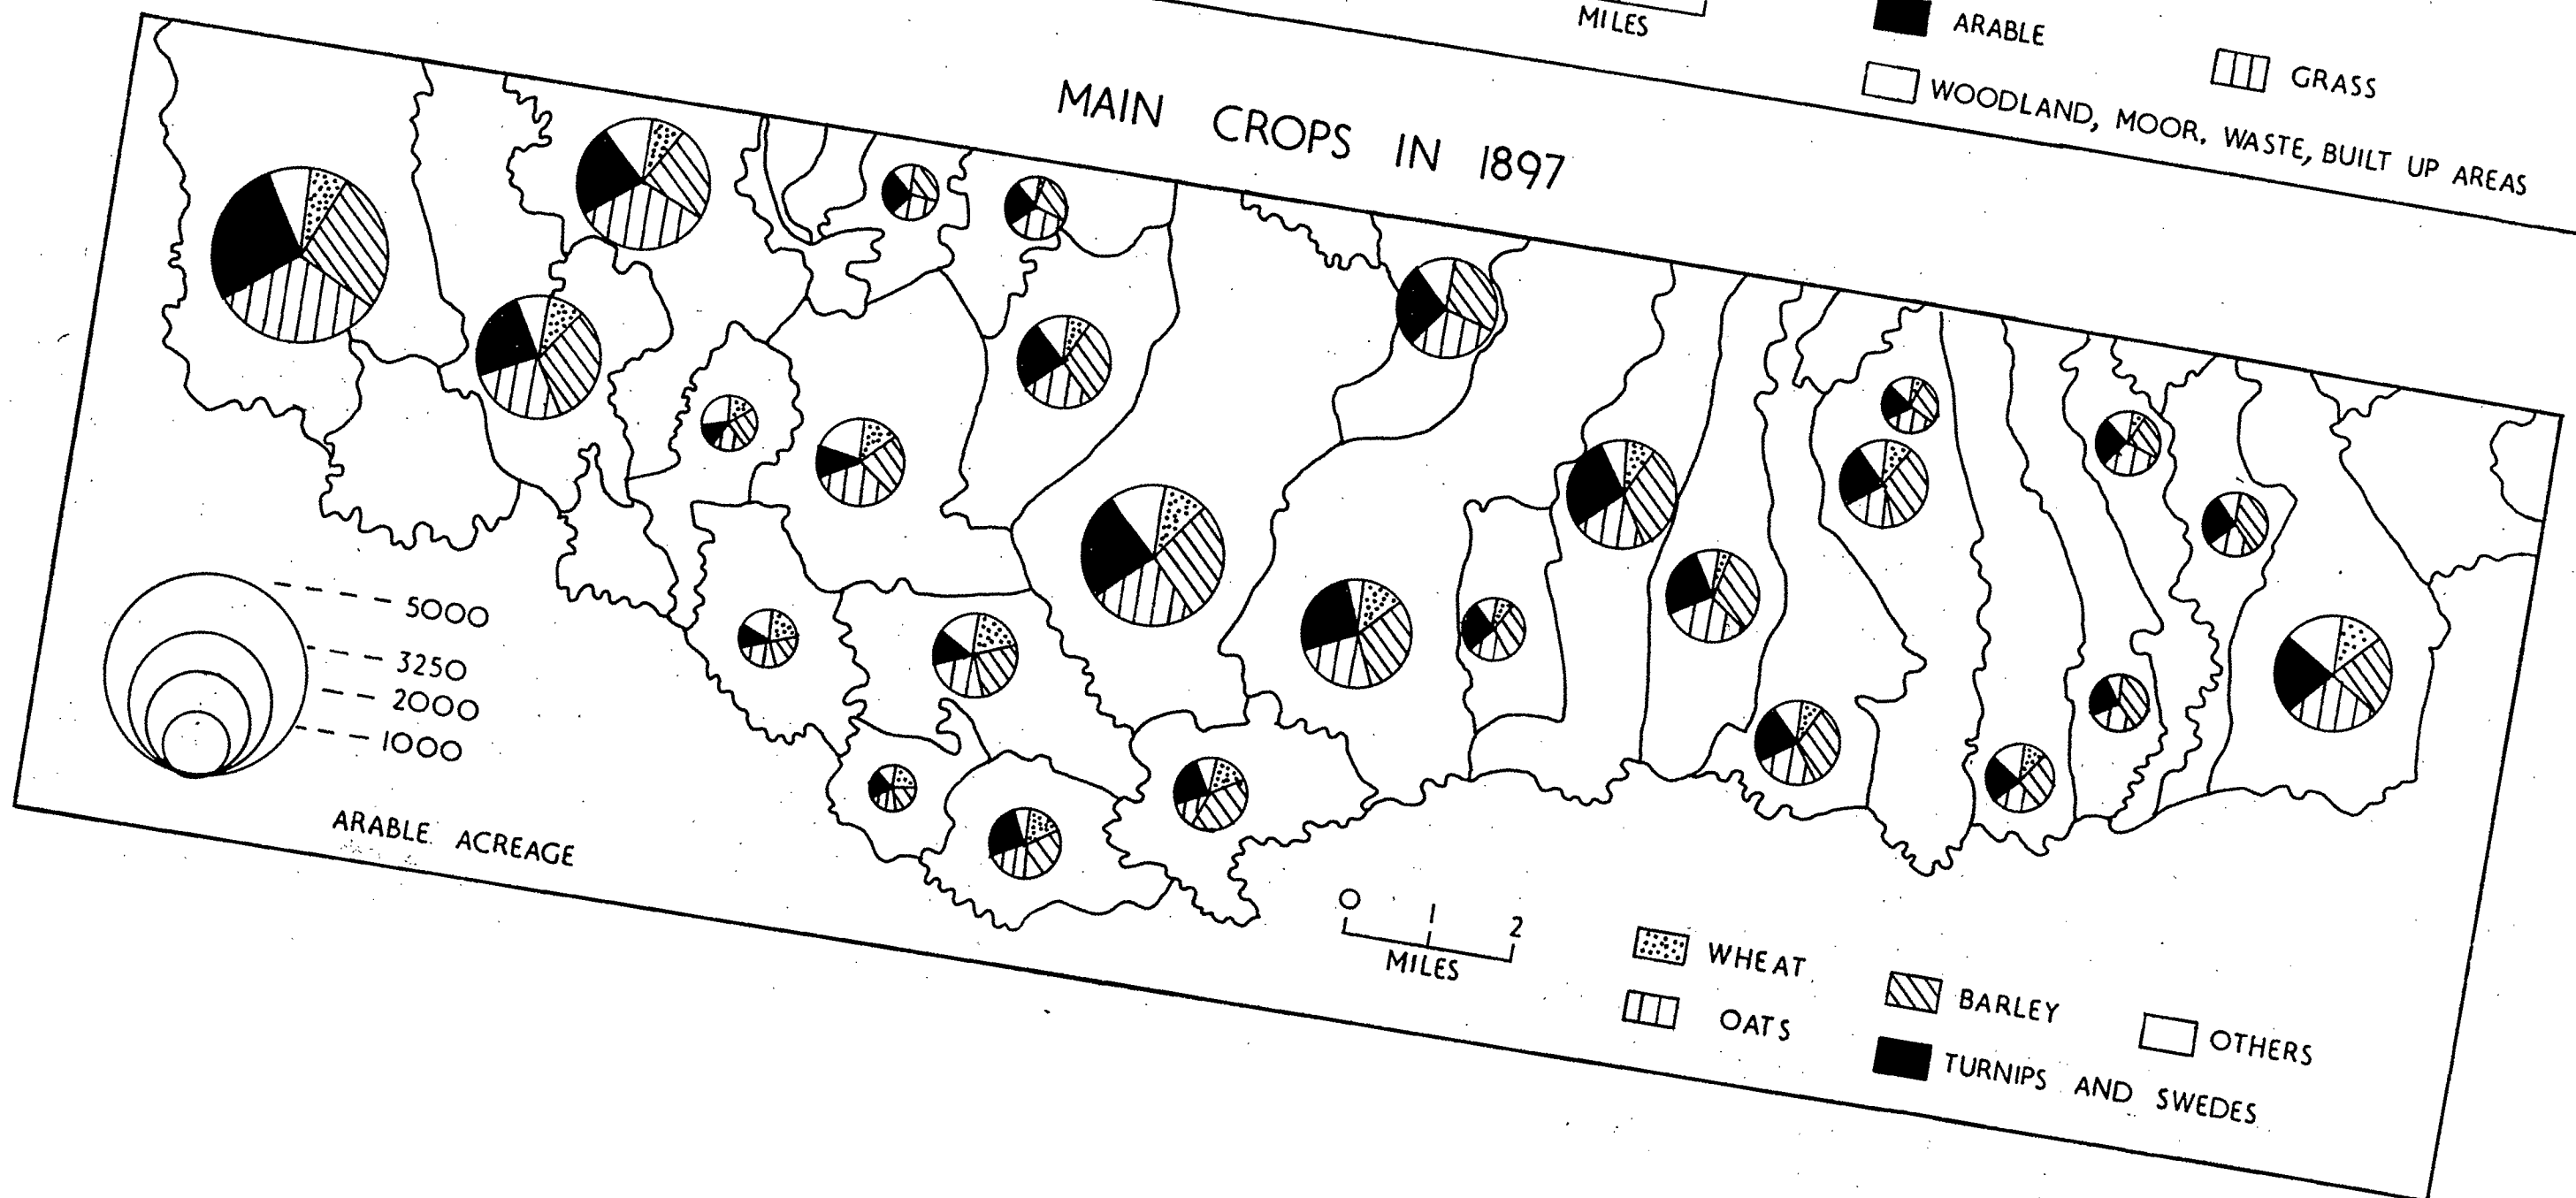 MILES
ARABLE
GRASS
WOODLAND, MOOR, WASTE, BUILT UP AREAS
MAIN CROPS IN 1897
5000
3250
2000
1000
ARABLE ACREAGE
0 1 2
MILES
WHEAT
BARLEY
OTHERS
OATS
TURNIPS AND SWEDES